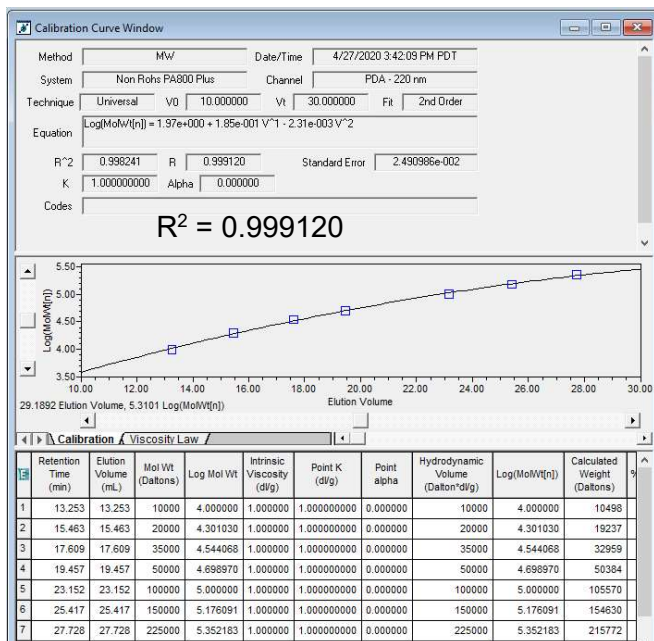 Calibration Curve Window
Method MW Date/Time 4/27/2020 3:42:09 PM PDT
System Non Rohs PA800 Plus Channel PDA - 220 nm
Technique Universal V0 10.000000 Vt 30.000000 Fit 2nd Order
Equation Log(MolWt[n]) = 1.97e+000 + 1.85e-001 V^1 - 2.31e-003 V^2
R^2 0.998241 R 0.999120 Standard Error 2.490986e-002
K 1.000000000 Alpha 0.000000
Codes
R2 = 0.999120
Log(MolWt[n])
5.50
5.00
4.50
4.00
3.50
10.00 12.00 14.00 16.00 18.00 20.00 22.00 24.00 26.00 28.00 30.00
Elution Volume
29.1892 Elution Volume, 5.3101 Log(MolWt[n])
Calibration Viscosity Law
Retention Time (min) Elution Volume (mL) Mol Wt (Daltons) Log Mol Wt Intrinsic Viscosity (dl/g) Point K (dl/g) Point alpha Hydrodynamic Volume (Dalton*dl/g) Log(MolWt[n]) Calculated Weight (Daltons) %
1 13.253 13.253 10000 4.000000 1.000000 1.000000000 0.000000 10000 4.000000 10498
2 15.463 15.463 20000 4.301030 1.000000 1.000000000 0.000000 20000 4.301030 19237
3 17.609 17.609 35000 4.544068 1.000000 1.000000000 0.000000 35000 4.544068 32959
4 19.457 19.457 50000 4.698970 1.000000 1.000000000 0.000000 50000 4.698970 50384
5 23.152 23.152 100000 5.000000 1.000000 1.000000000 0.000000 100000 5.000000 105570
6 25.417 25.417 150000 5.176091 1.000000 1.000000000 0.000000 150000 5.176091 154630
7 27.728 27.728 225000 5.352183 1.000000 1.000000000 0.000000 225000 5.352183 215772